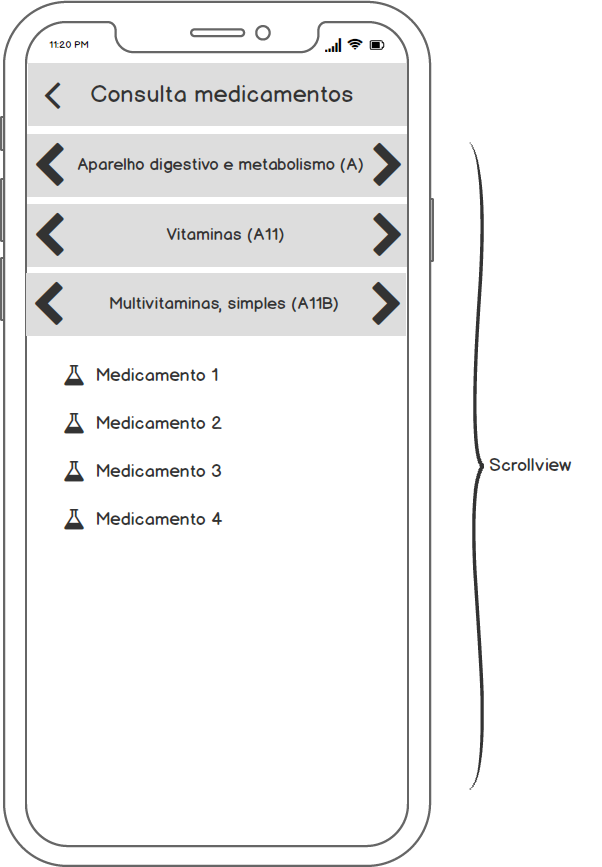 11:20 PM
Consulta medicamentos
Aparelho digestivo e metabolismo (A)
Vitaminas (A11)
Multivitaminas, simples (A11B)
Medicamento 1
Medicamento 2
Scrollview
Medicamento 3
Medicamento 4